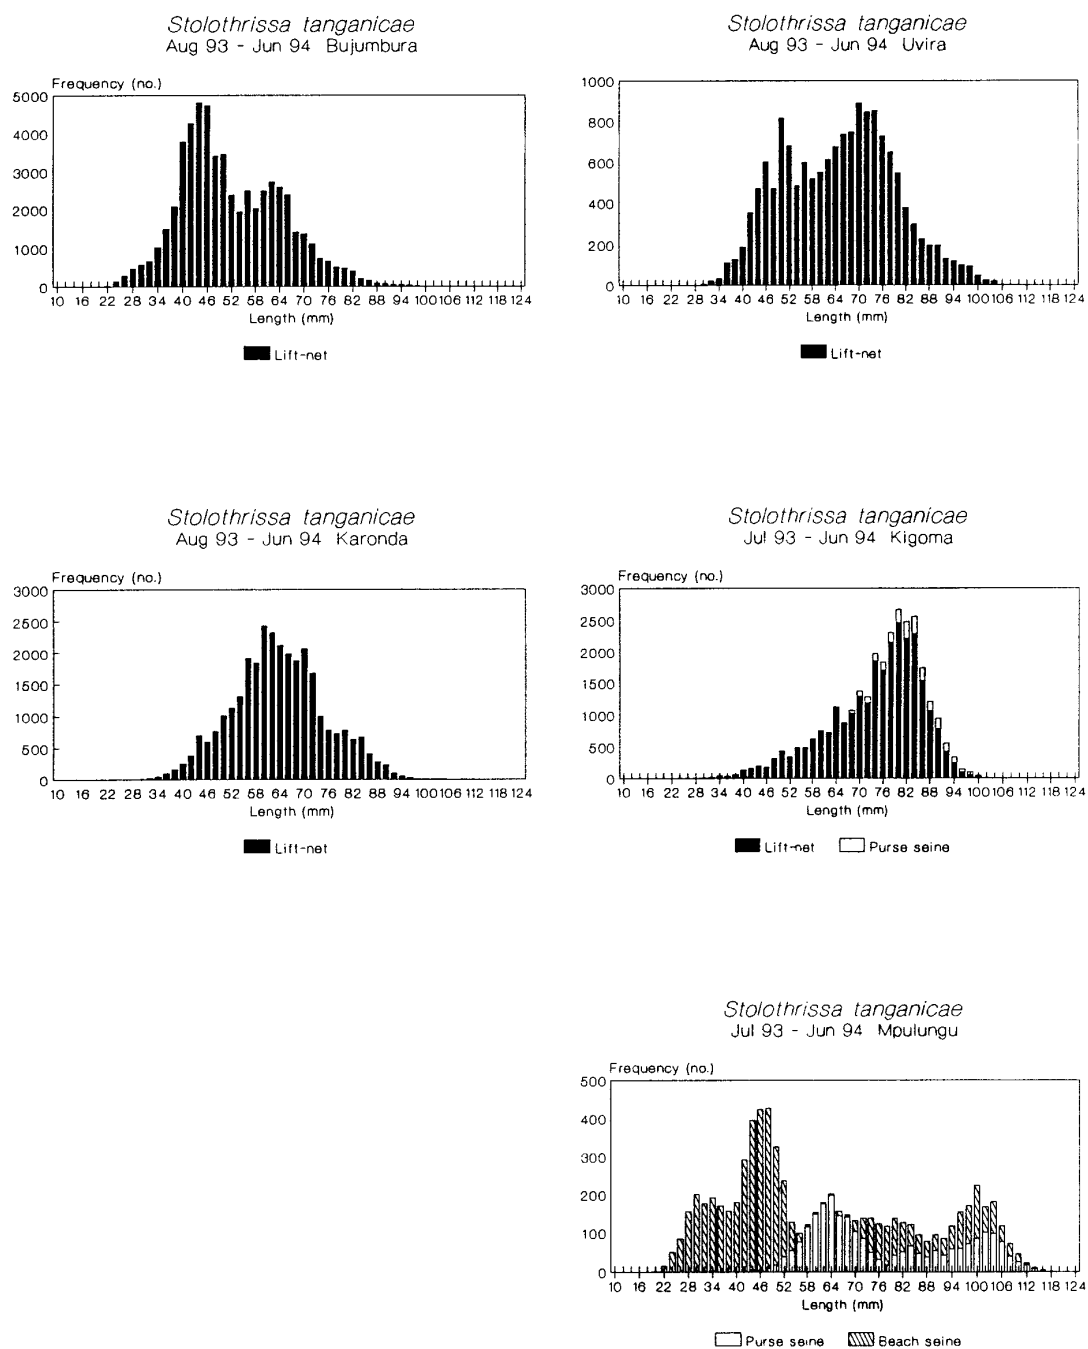 Stolothrissa tanganicae
Aug 93 - Jun 94 Bujumbura
Frequency (no.)
5000
4000
3000
2000
1000
0
10 16 22 28 34 40 46 52 58 64 70 76 82 88 94 100 106 112 118 124
Length (mm)
Lift-net
Stolothrissa tanganicae
Aug 93 - Jun 94 Uvira
1000
800
600
400
200
0
10 16 22 28 34 40 46 52 58 64 70 76 82 88 94 100 106 112 118 124
Length (mm)
Lift-net
Stolothrissa tanganicae
Aug 93 - Jun 94 Karonda
Frequency (no.)
3000
2500
2000
1500
1000
500
0
10 16 22 28 34 40 46 52 58 64 70 76 82 88 94 100 106 112 118 124
Length (mm)
Lift-net
Stolothrissa tanganicae
Jul 93 - Jun 94 Kigoma
Frequency (no.)
3000
2500
2000
1500
1000
500
0
10 16 22 28 34 40 46 52 58 64 70 76 82 88 94 100 106 112 118 124
Length (mm)
Lift-net Purse seine
Stolothrissa tanganicae
Jul 93 - Jun 94 Mpulungu
Frequency (no.)
500
400
300
200
100
0
10 16 22 28 34 40 46 52 58 64 70 76 82 88 94 100 106 112 118 124
Length (mm)
Purse seine Beach seine